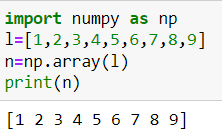 import numpy as np
l=[1,2,3,4,5,6,7,8,9]
n=np.array(l)
print(n)
[1 2 3 4 5 6 7 8 9]